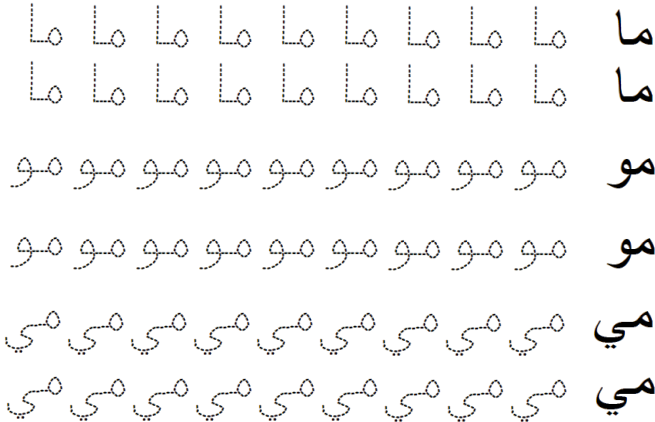 ما ما ما ما ما ما ما ما ما ما
ما ما ما ما ما ما ما ما ما ما
مو مو مو مو مو مو مو مو مو مو
مو مو مو مو مو مو مو مو مو مو
مي مي مي مي مي مي مي مي مي مي
مي مي مي مي مي مي مي مي مي مي